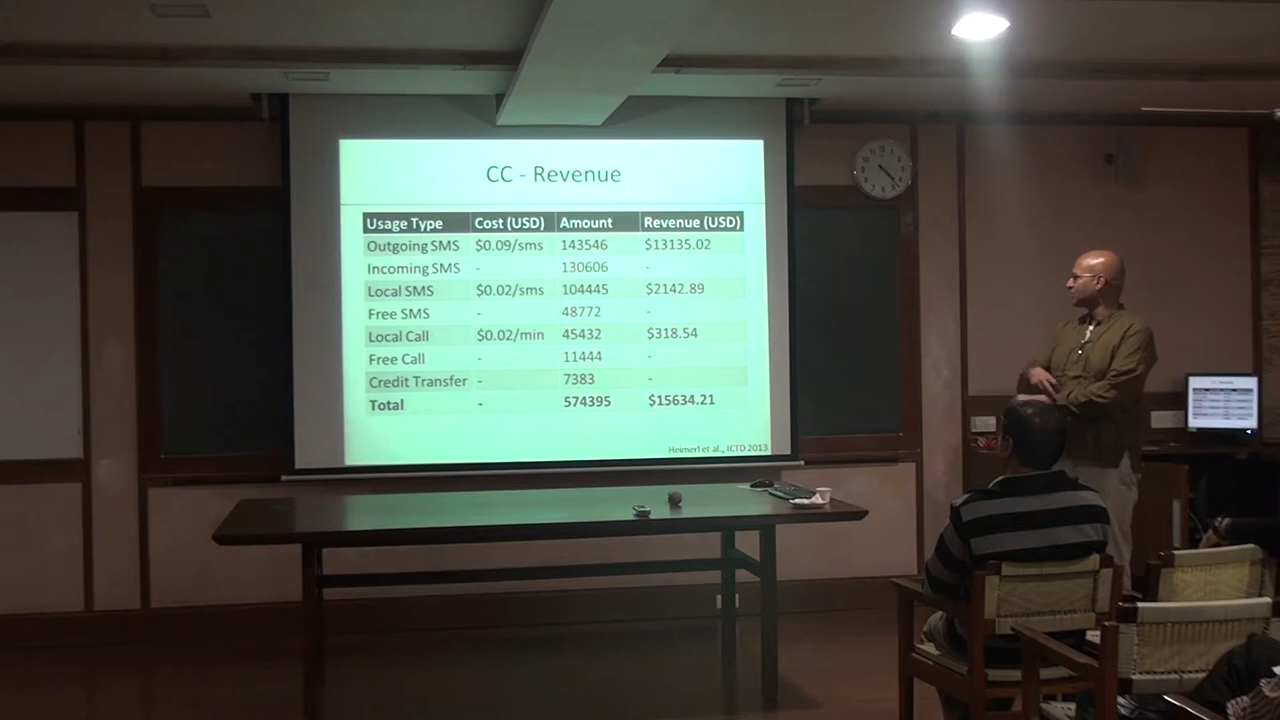 CC - Revenue
Usage Type Cost (USD) Amount Revenue (USD)
Outgoing SMS $0.09/sms 143546 $13135.02
Incoming SMS - 130606 -
Local SMS $0.02/sms 104445 $2142.89
Free SMS - 48772 -
Local Call $0.02/min 45432 $318.54
Free Call - 11444 -
Credit Transfer - 7383 -
Total - 574395 $15634.21
Heimerl et al., ICTD 2013